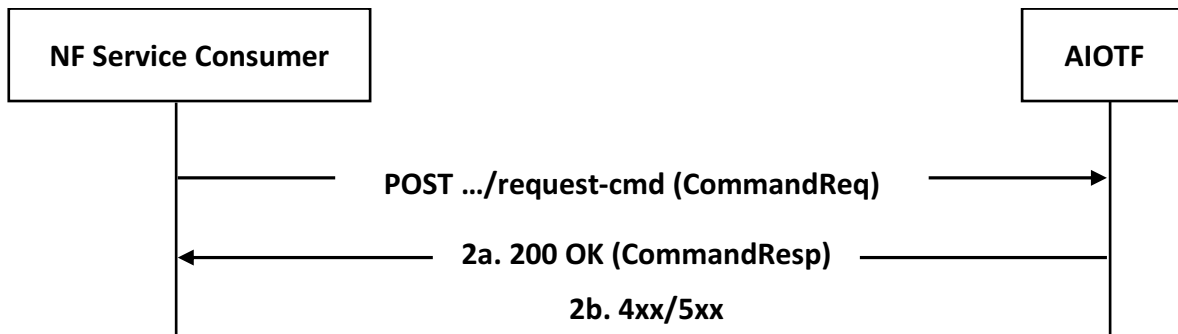 NF Service Consumer
AIOTF
POST …/request-cmd (CommandReq)
2a. 200 OK (CommandResp)
2b. 4xx/5xx